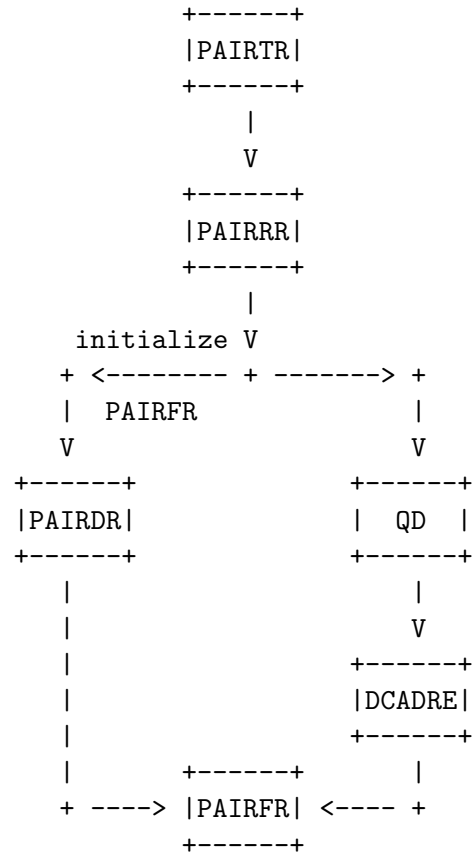 +------+
|PAIRTR|
+------+
|
V
+------+
|PAIRRR|
+------+
|
initialize V
+ <-------- + -------> +
| PAIRFR |
V V
+------+ +------+
|PAIRDR| | QD |
+------+ +------+
| |
| V
| +------+
| |DCADRE|
| +------+
| +------+ |
+ ----> |PAIRFR| <---- +
+------+